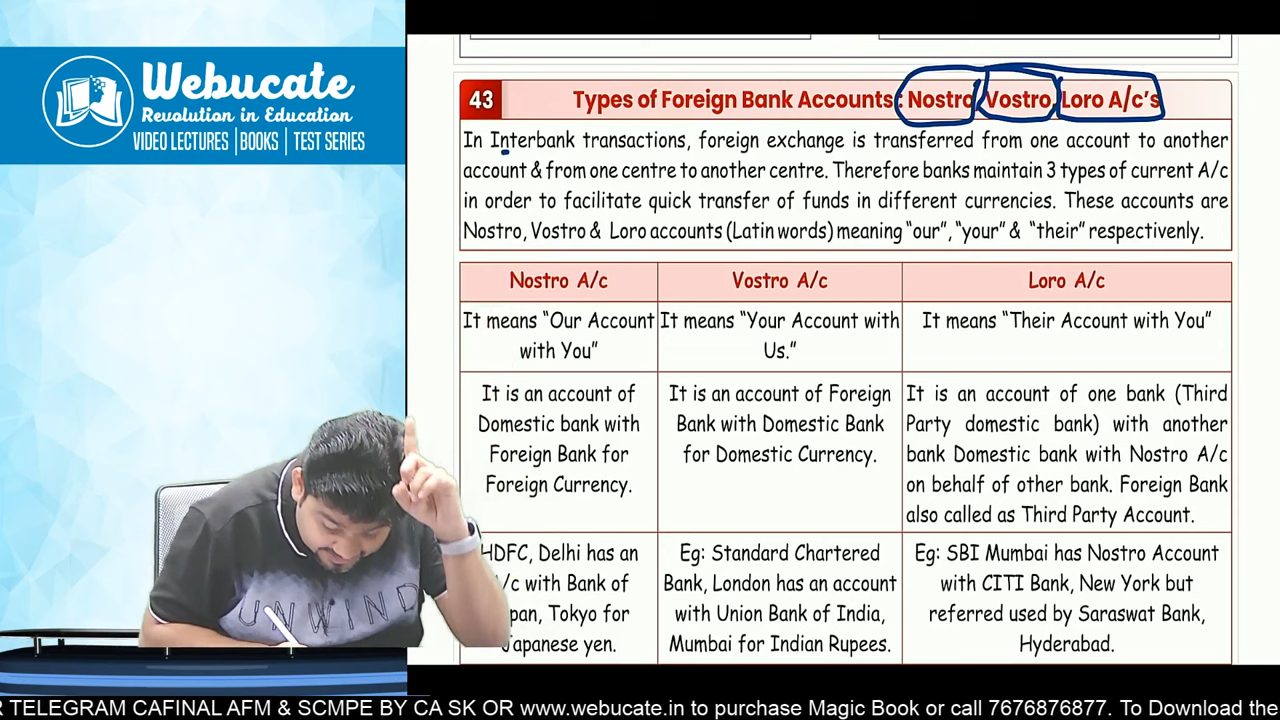 Webucate
Revolution in Education
VIDEO LECTURES | BOOKS | TEST SERIES
43
Types of Foreign Bank Accounts: Nostro, Vostro, Loro A/c's
In Interbank transactions, foreign exchange is transferred from one account to another
account & from one centre to another centre. Therefore banks maintain 3 types of current A/c
in order to facilitate quick transfer of funds in different currencies. These accounts are
Nostro, Vostro & Loro accounts (Latin words) meaning “our”, “your” & “their” respectivenly.
Nostro A/c
It means “Our Account
with You”
It is an account of
Domestic bank with
Foreign Bank for
Foreign Currency.
HDFC, Delhi has an
A/c with Bank of
Tokyo for
Japanese yen.
Vostro A/c
It means “Your Account with
Us.”
It is an account of Foreign
Bank with Domestic Bank
for Domestic Currency.
Eg: Standard Chartered
Bank, London has an account
with Union Bank of India,
Mumbai for Indian Rupees.
Loro A/c
It means “Their Account with You”
It is an account of one bank (Third
Party domestic bank) with another
bank Domestic bank with Nostro A/c
on behalf of other bank. Foreign Bank
also called as Third Party Account.
Eg: SBI Mumbai has Nostro Account
with CITI Bank, New York but
referred used by Saraswat Bank,
Hyderabad.
UNWIND
TELEGRAM CAFINAL AFM & SCMPE BY CA SK OR www.webucate.in to purchase Magic Book or call 7676876877. To Download the